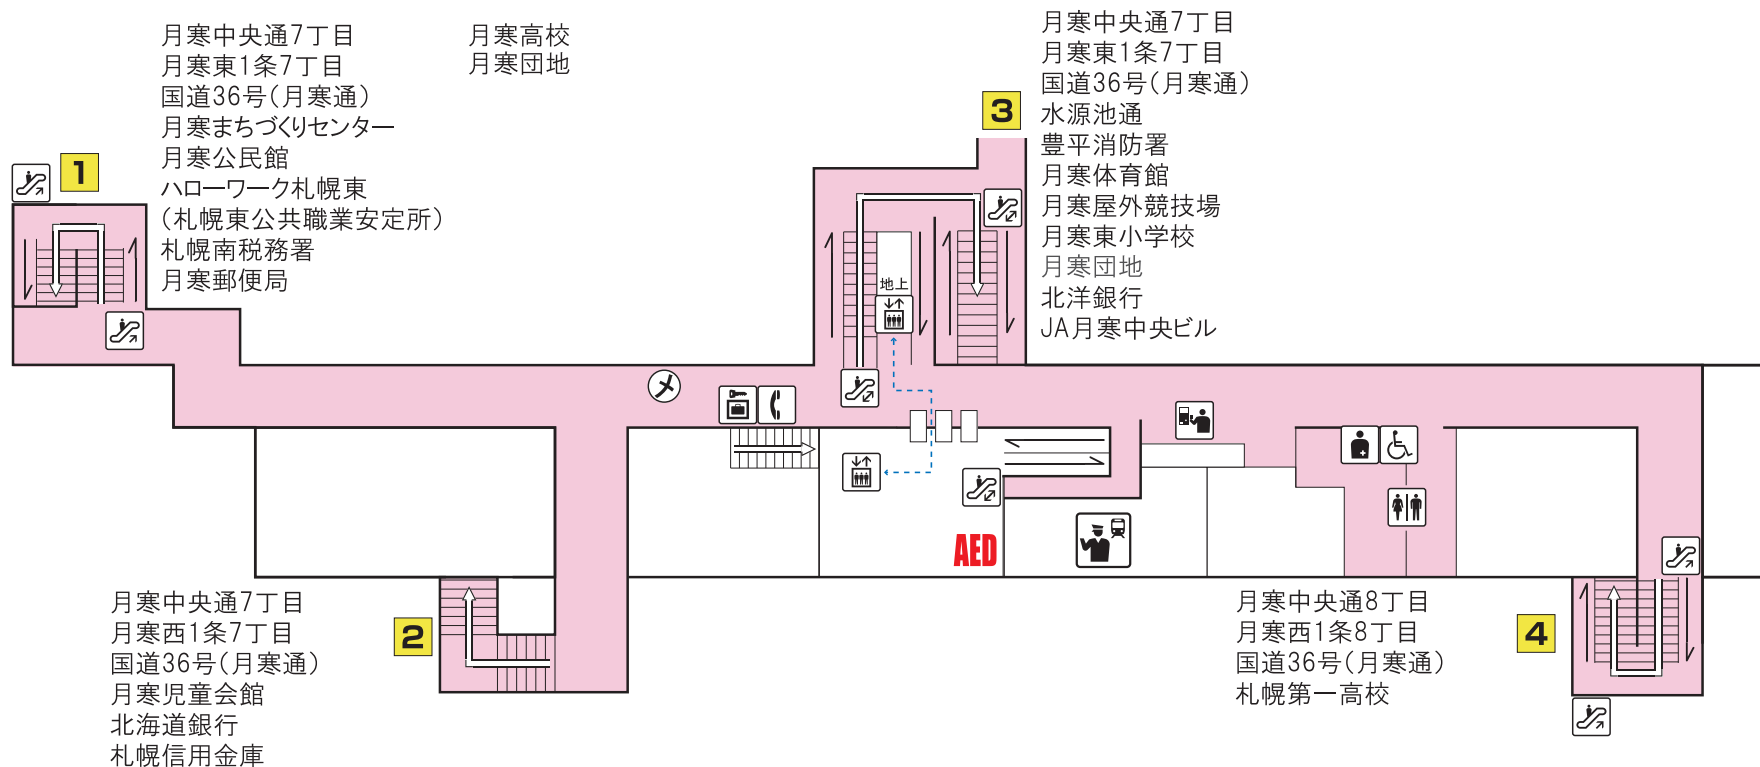 月寒中央通7丁目
月寒東1条7丁目
国道36号(月寒通)
月寒まちづくりセンター
月寒公民館
ハローワーク札幌東
(札幌東公共職業安定所)
札幌南税務署
月寒郵便局
月寒高校
月寒団地
1
3
月寒中央通7丁目
月寒東1条7丁目
国道36号(月寒通)
水源池通
豊平消防署
月寒体育館
月寒屋外競技場
月寒東小学校
月寒団地
北洋銀行
JA月寒中央ビル
地上
AED
2
月寒中央通7丁目
月寒西1条7丁目
国道36号(月寒通)
月寒児童会館
北海道銀行
札幌信用金庫
月寒中央通8丁目
月寒西1条8丁目
国道36号(月寒通)
札幌第一高校
4